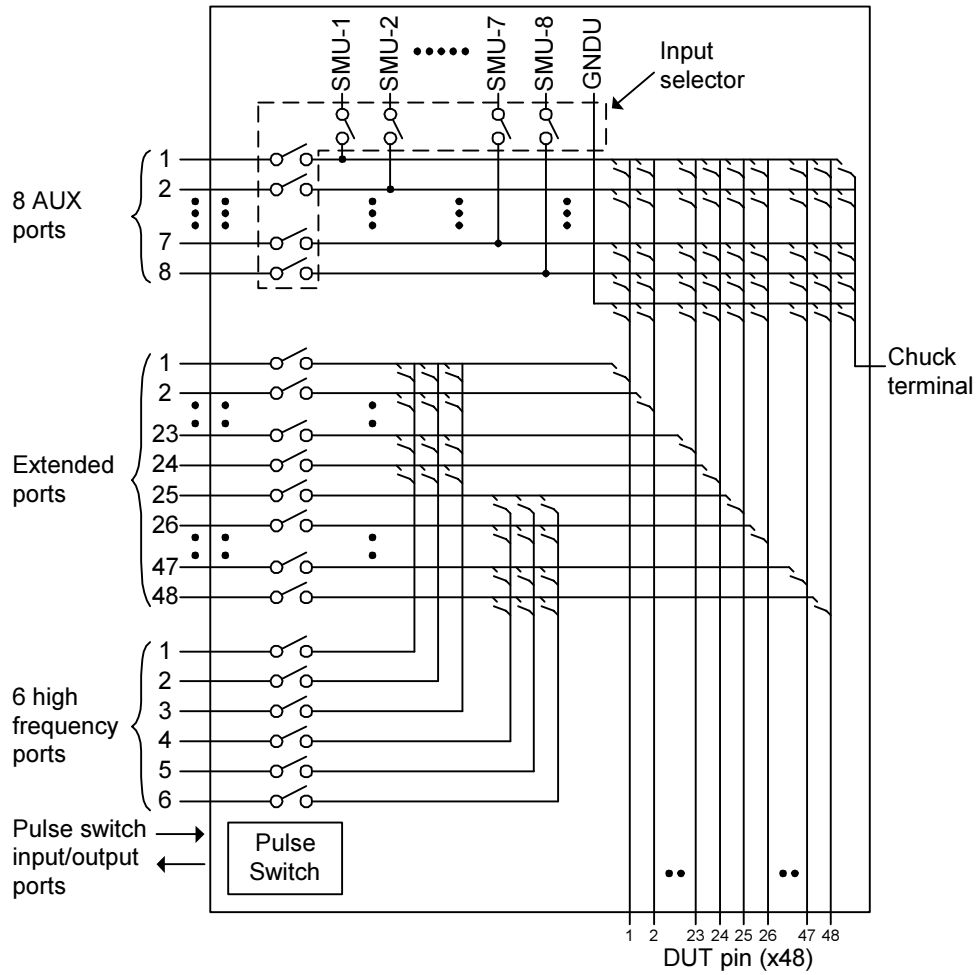 SMU-1
SMU-2
SMU-7
SMU-8
GNDU
Input
selector
8 AUX
ports
1
2
7
8
Chuck
terminal
Extended
ports
1
2
23
24
25
26
47
48
6 high
frequency
ports
1
2
3
4
5
6
Pulse switch
input/output
ports
Pulse
Switch
1 2 23 24 25 26 47 48
DUT pin (x48)